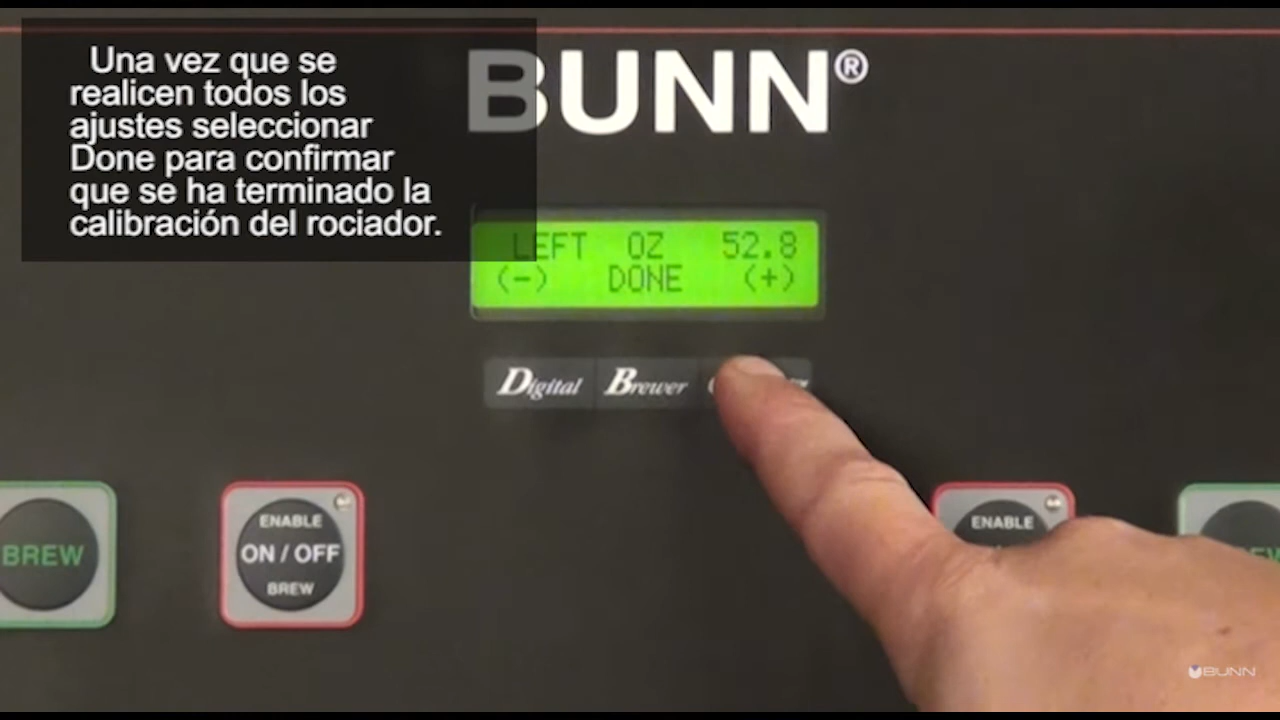 Una vez que se
realicen todos los
ajustes seleccionar
Done para confirmar
que se ha terminado la
calibración del rociador.
BUNN®
LEFT OZ 52.8
(-) DONE (+)
Digital Brewer
BREW
ENABLE
ON / OFF
BREW
ENABLE
BUNN